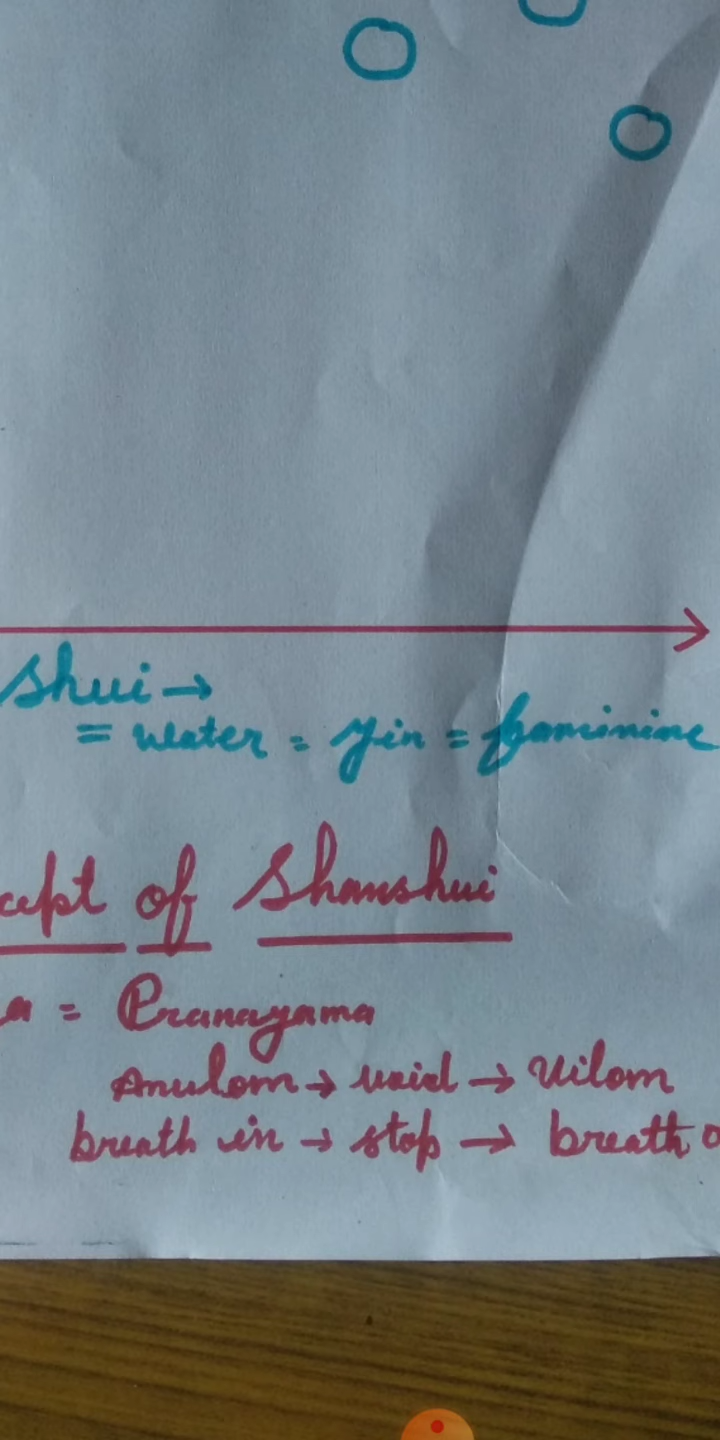 Shui →
= water = Yin = feminine
cept of Shanshui
a = Pranayama
Anulom → void → Vilom
breath in → stop → breath o